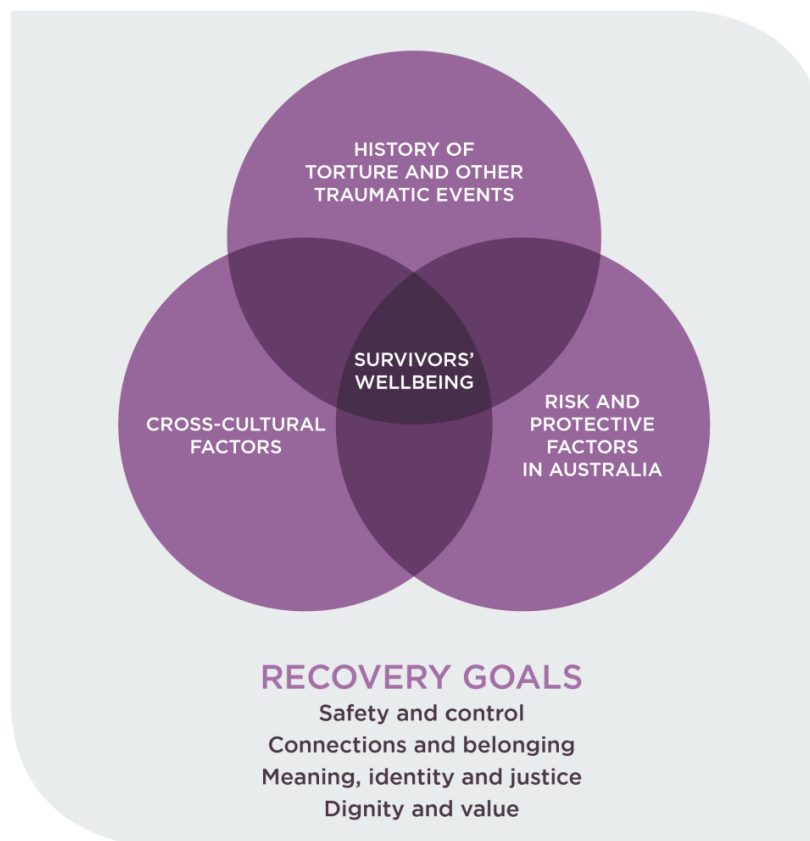 HISTORY OF
TORTURE AND OTHER
TRAUMATIC EVENTS
SURVIVORS'
WELLBEING
CROSS-CULTURAL
FACTORS
RISK AND
PROTECTIVE
FACTORS
IN AUSTRALIA
RECOVERY GOALS
Safety and control
Connections and belonging
Meaning, identity and justice
Dignity and value